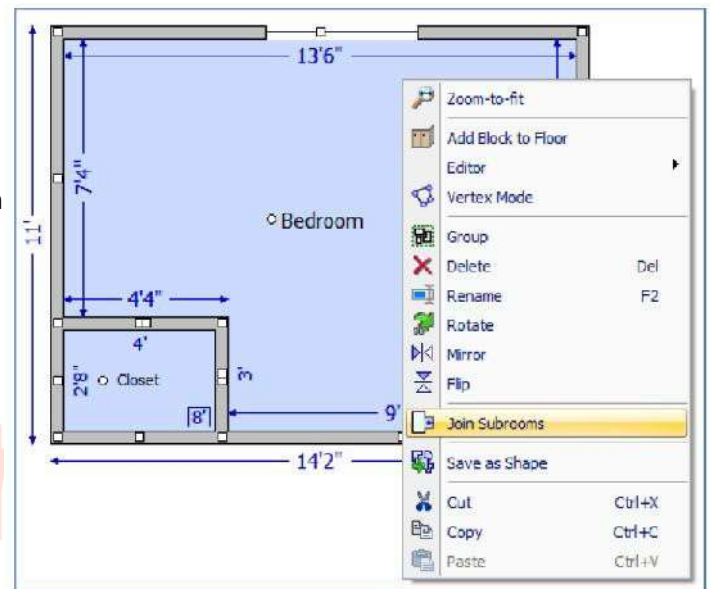 13'6"
7'4"
11'
Bedroom
4'4"
4'
2'8"
Closet
3'
8'
9'
14'2"
Zoom-to-fit
Add Block to Floor
Editor
Vertex Mode
Group
Delete Del
Rename F2
Rotate
Mirror
Flip
Join Subrooms
Save as Shape
Cut Ctrl+X
Copy Ctrl+C
Paste Ctrl+V